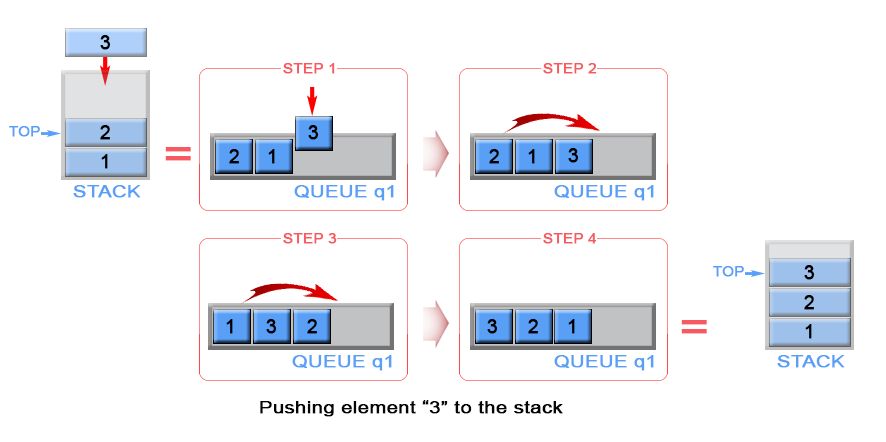 3
TOP
2
1
STACK
=
STEP 1
3
2 1
QUEUE q1
STEP 2
2 1 3
QUEUE q1
STEP 3
1 3 2
QUEUE q1
STEP 4
3 2 1
QUEUE q1
=
TOP
3
2
1
STACK
Pushing element “3” to the stack